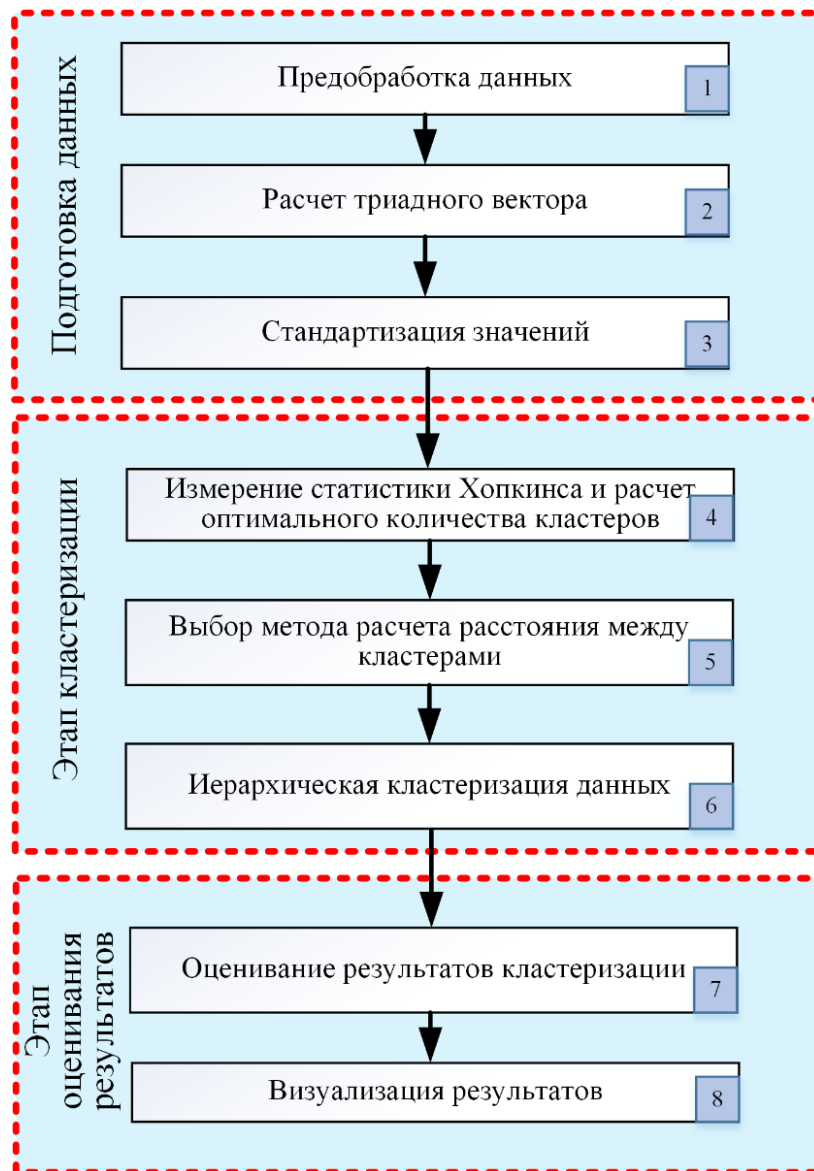 Подготовка данных
Предобработка данных
1
Расчет триадного вектора
2
Стандартизация значений
3
Этап кластеризации
Измерение статистики Хопкинса и расчет
оптимального количества кластеров
4
Выбор метода расчета расстояния между
кластерами
5
Иерархическая кластеризация данных
6
Этап
оценивания
результатов
Оценивание результатов кластеризации
7
Визуализация результатов
8